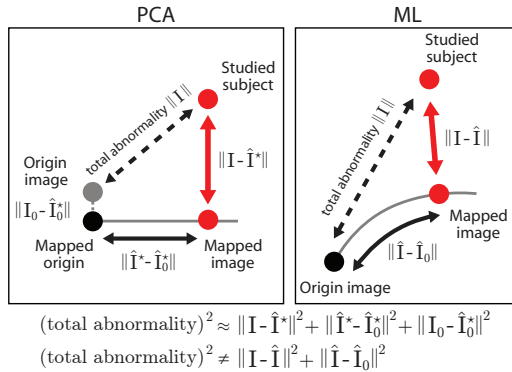 PCA
ML
Studied
subject
total abnormality ||I||
||I-Î*||
Origin
image
||I₀-Î₀*||
Mapped
origin
||Î*-Î₀*||
Mapped
image
Studied
subject
total abnormality ||I||
||I-Î||
Mapped
image
||Î-Î₀||
Origin image
(total abnormality)² ≈ ||I-Î*||² + ||Î*-Î₀*||² + ||I₀-Î₀*||²
(total abnormality)² ≠ ||I-Î||² + ||Î-Î₀||²